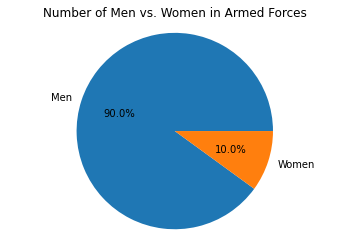 Number of Men vs. Women in Armed Forces
Men
90.0%
10.0%
Women